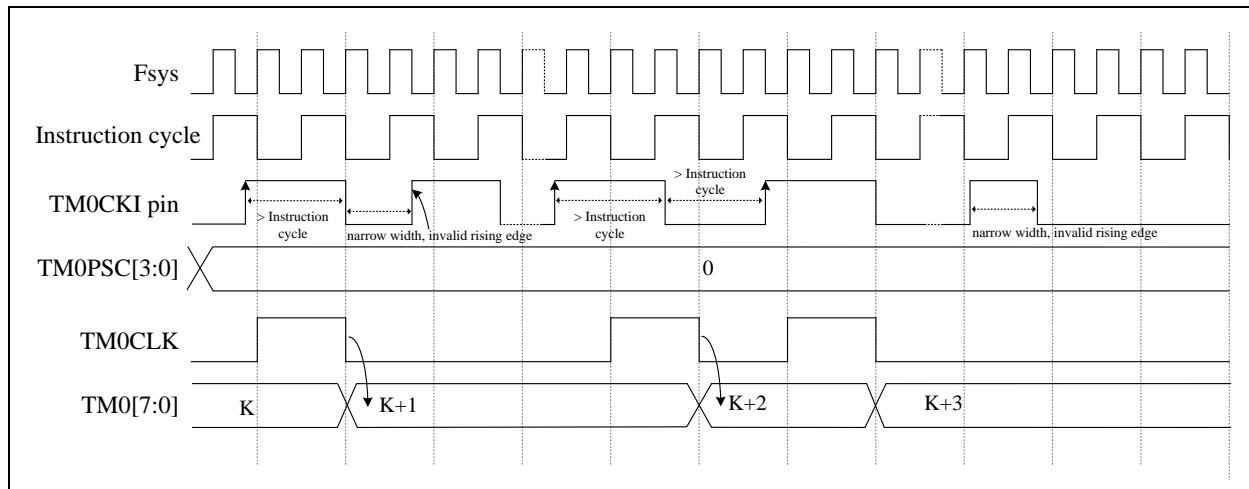 Fsys
Instruction cycle
> Instruction
cycle
TM0CKI pin
> Instruction
cycle
narrow width, invalid rising edge
> Instruction
cycle
narrow width, invalid rising edge
TM0PSC[3:0]
0
TM0CLK
TM0[7:0]
K
K+1
K+2
K+3